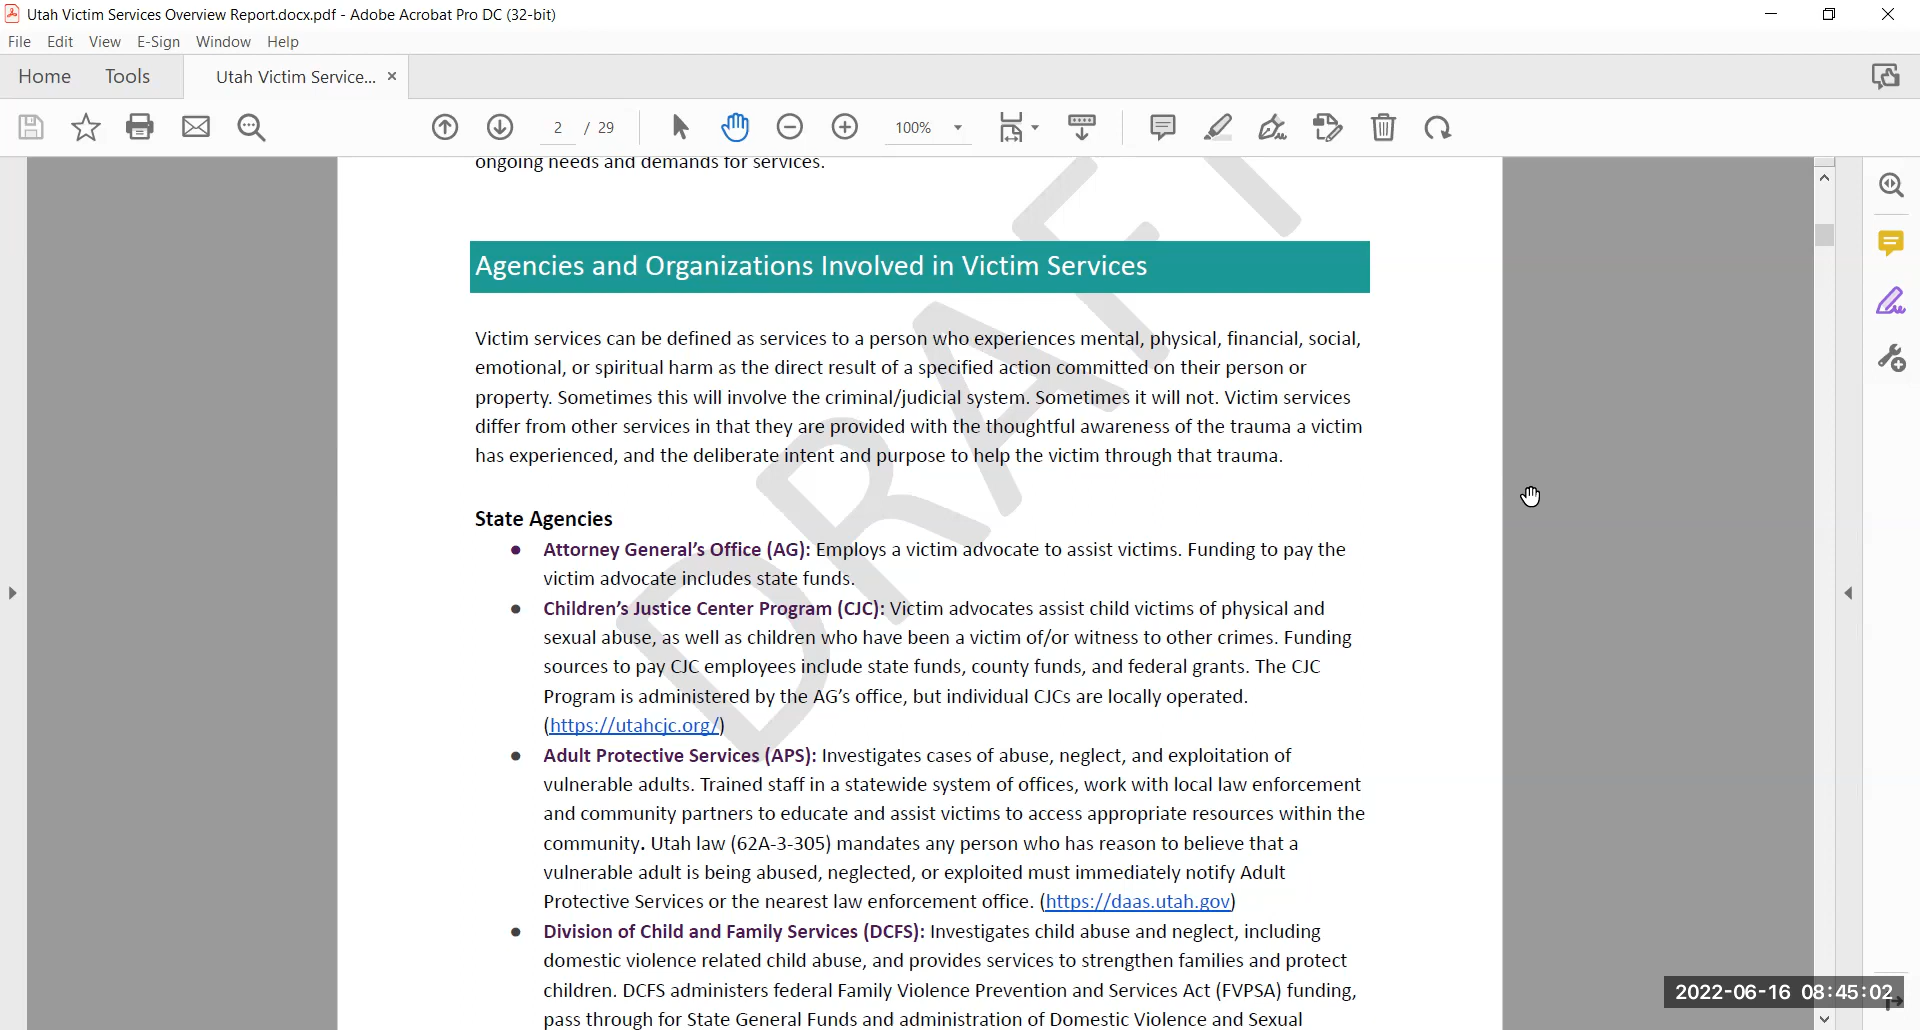 Utah Victim Services Overview Report.docx.pdf - Adobe Acrobat Pro DC (32-bit)
File Edit View E-Sign Window Help
Home Tools Utah Victim Service... ×
2 / 29 100%
ongoing needs and demands for services.
Agencies and Organizations Involved in Victim Services
Victim services can be defined as services to a person who experiences mental, physical, financial, social,
emotional, or spiritual harm as the direct result of a specified action committed on their person or
property. Sometimes this will involve the criminal/judicial system. Sometimes it will not. Victim services
differ from other services in that they are provided with the thoughtful awareness of the trauma a victim
has experienced, and the deliberate intent and purpose to help the victim through that trauma.
State Agencies
● Attorney General’s Office (AG): Employs a victim advocate to assist victims. Funding to pay the
victim advocate includes state funds.
● Children’s Justice Center Program (CJC): Victim advocates assist child victims of physical and
sexual abuse, as well as children who have been a victim of/or witness to other crimes. Funding
sources to pay CJC employees include state funds, county funds, and federal grants. The CJC
Program is administered by the AG’s office, but individual CJCs are locally operated.
(https://utahcjc.org/)
● Adult Protective Services (APS): Investigates cases of abuse, neglect, and exploitation of
vulnerable adults. Trained staff in a statewide system of offices, work with local law enforcement
and community partners to educate and assist victims to access appropriate resources within the
community. Utah law (62A-3-305) mandates any person who has reason to believe that a
vulnerable adult is being abused, neglected, or exploited must immediately notify Adult
Protective Services or the nearest law enforcement office. (https://daas.utah.gov)
● Division of Child and Family Services (DCFS): Investigates child abuse and neglect, including
domestic violence related child abuse, and provides services to strengthen families and protect
children. DCFS administers federal Family Violence Prevention and Services Act (FVPSA) funding,
pass through for State General Funds and administration of Domestic Violence and Sexual
DRAFT
2022-06-16 08:45:02